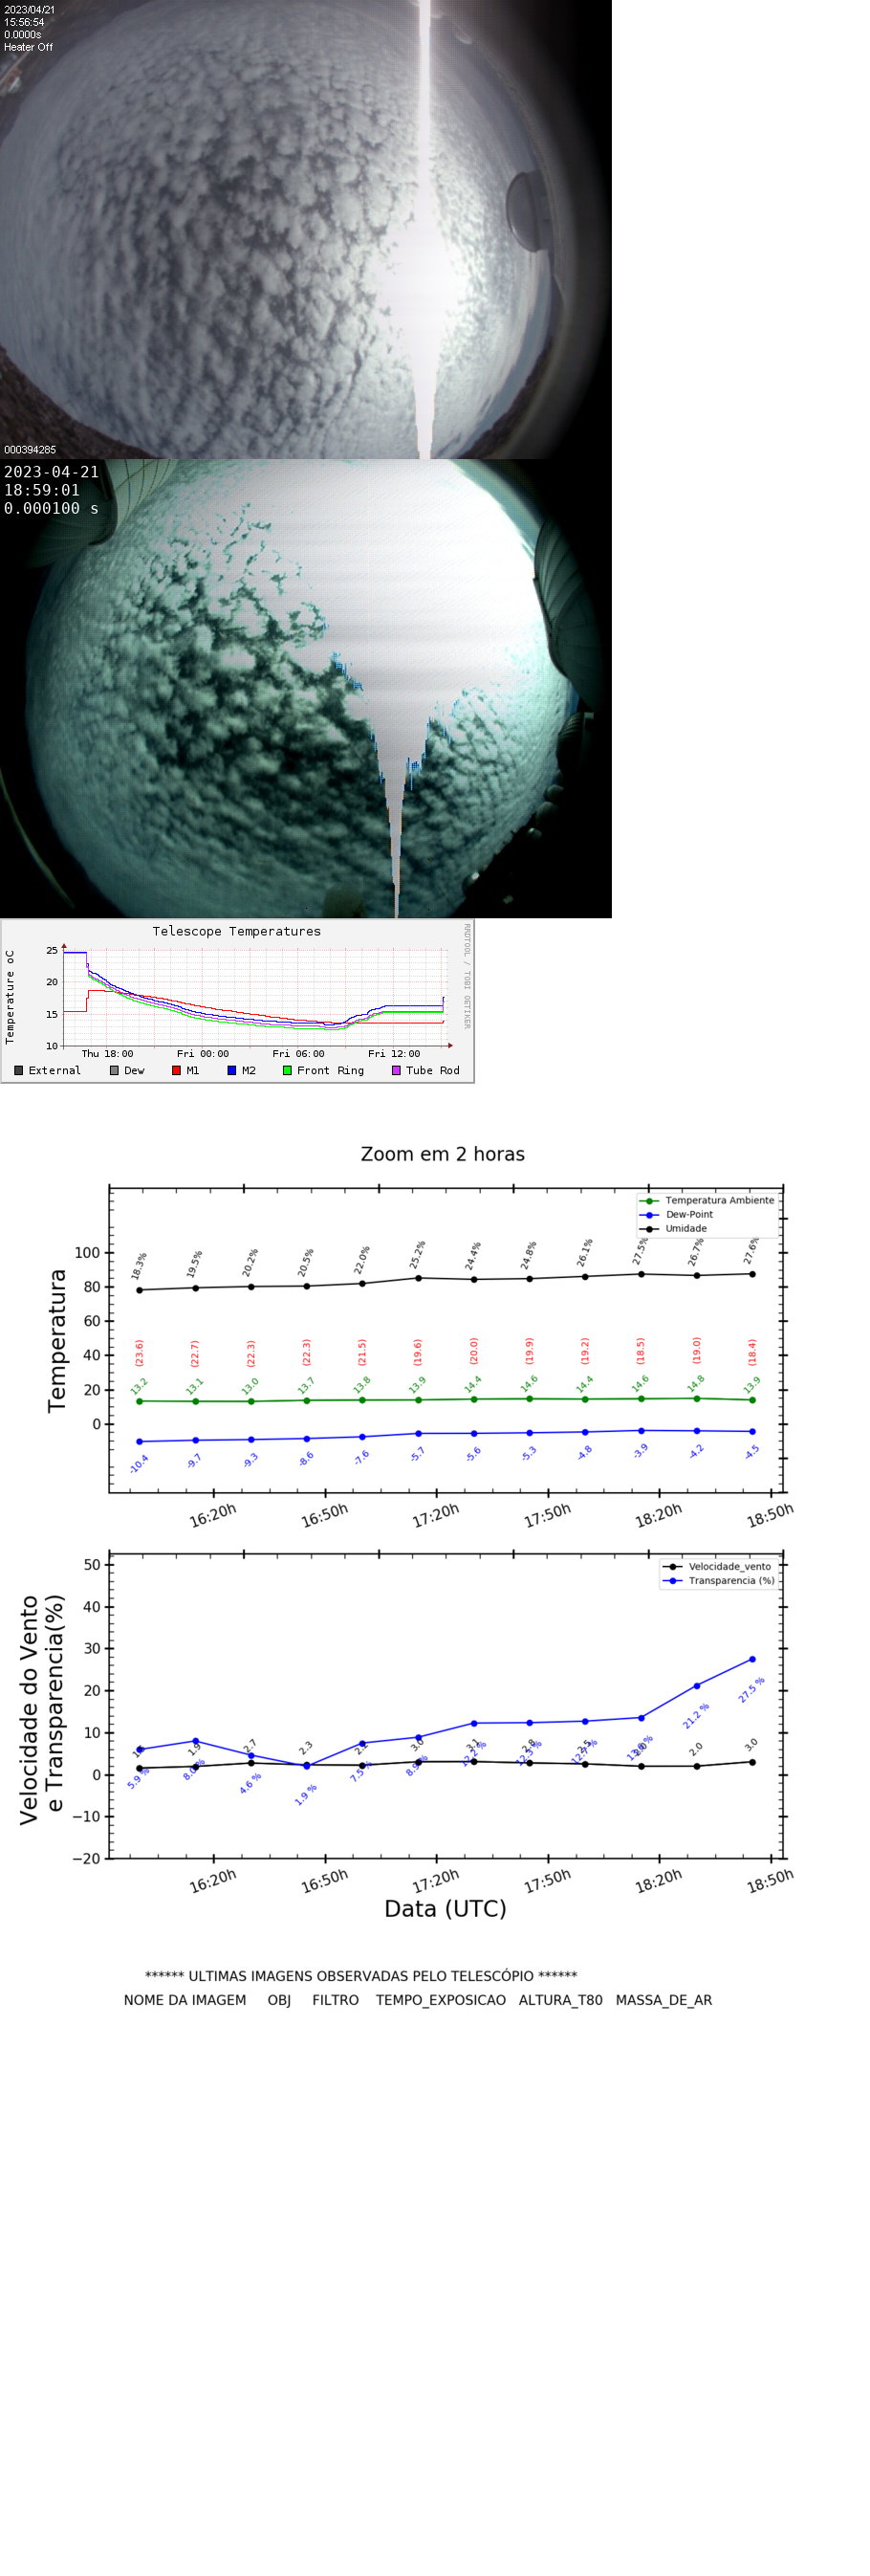 2023/04/21
15:56:54
0.0000s
Heater Off
000394285
2023-04-21
18:59:01
0.000100 s
Telescope Temperatures
RRDTOOL / TOBI OETIKER
Temperature oC
25
20
15
10
Thu 18:00 Fri 00:00 Fri 06:00 Fri 12:00
External Dew M1 M2 Front Ring Tube Rod
Zoom em 2 horas
Temperatura Ambiente
Dew-Point
Umidade
Temperatura
100
80
60
40
20
0
18.3% 19.5% 20.2% 20.5% 22.0% 25.2% 24.4% 24.8% 26.1% 27.5% 26.7% 27.6%
(23.6) (22.7) (22.3) (22.3) (21.5) (19.6) (20.0) (19.9) (19.2) (18.5) (19.0) (18.4)
13.2 13.1 13.0 13.7 13.8 13.9 14.4 14.6 14.4 14.6 14.8 13.9
-10.4 -9.7 -9.3 -8.6 -7.6 -5.7 -5.6 -5.3 -4.8 -3.9 -4.2 -4.5
16:20h 16:50h 17:20h 17:50h 18:20h 18:50h
Velocidade_vento
Transparencia (%)
Velocidade do Vento
e Transparencia(%)
50
40
30
20
10
0
−10
−20
1.9 2.7 2.3 3.0 2.0 3.0
5.9 % 4.6 % 1.9 % 21.2 % 27.5 %
16:20h 16:50h 17:20h 17:50h 18:20h 18:50h
Data (UTC)
****** ULTIMAS IMAGENS OBSERVADAS PELO TELESCÓPIO ******
NOME DA IMAGEM OBJ FILTRO TEMPO_EXPOSICAO ALTURA_T80 MASSA_DE_AR